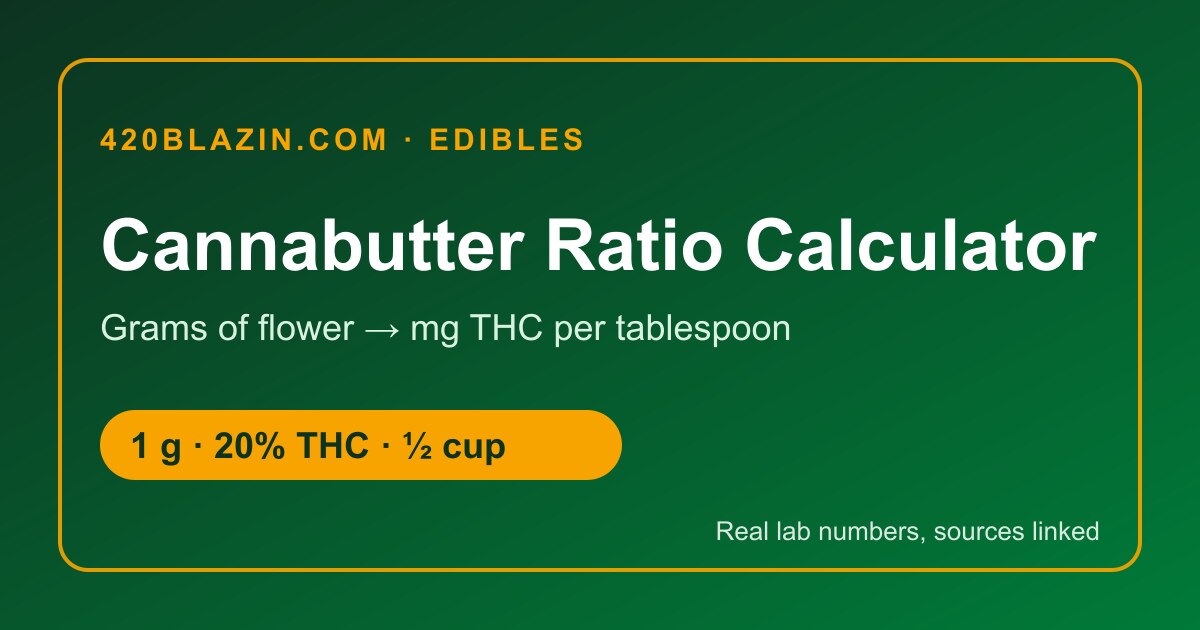 420BLAZIN.COM · EDIBLES
Cannabutter Ratio Calculator
Grams of flower → mg THC per tablespoon
1 g · 20% THC · ½ cup
Real lab numbers, sources linked